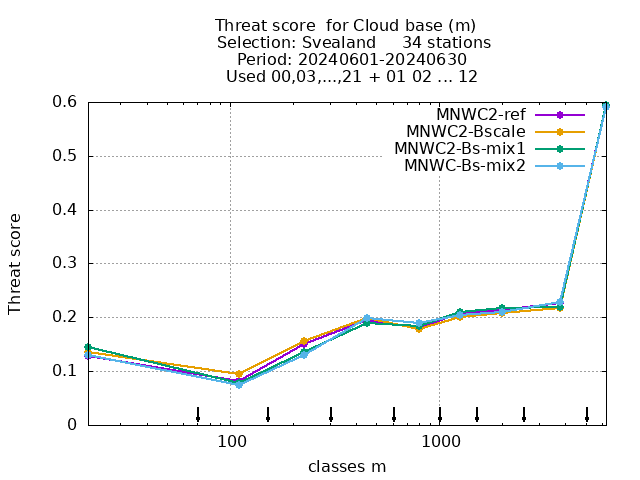 Threat score  for Cloud base (m)
Selection: Svealand     34 stations
Period: 20240601-20240630
Used 00,03,...,21 + 01 02 ... 12
MNWC2-ref
MNWC2-Bscale
MNWC2-Bs-mix1
MNWC-Bs-mix2
Threat score
0.6
0.5
0.4
0.3
0.2
0.1
0
100 1000
classes m